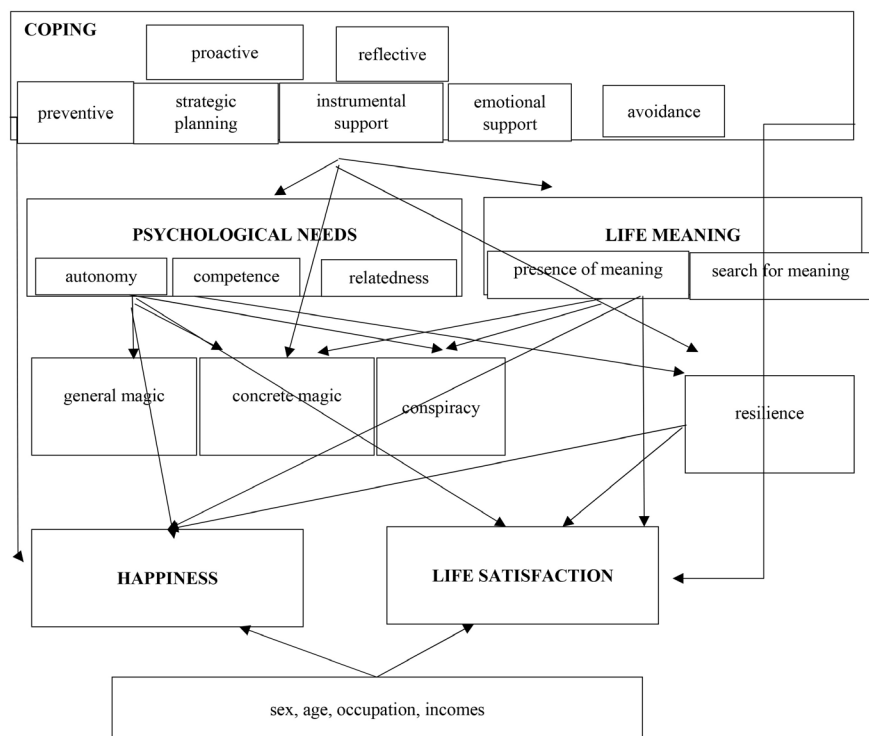 COPING
proactive
reflective
preventive
strategic
planning
instrumental
support
emotional
support
avoidance
PSYCHOLOGICAL NEEDS
autonomy
competence
relatedness
LIFE MEANING
presence of meaning
search for meaning
general magic
concrete magic
conspiracy
resilience
HAPPINESS
LIFE SATISFACTION
sex, age, occupation, incomes